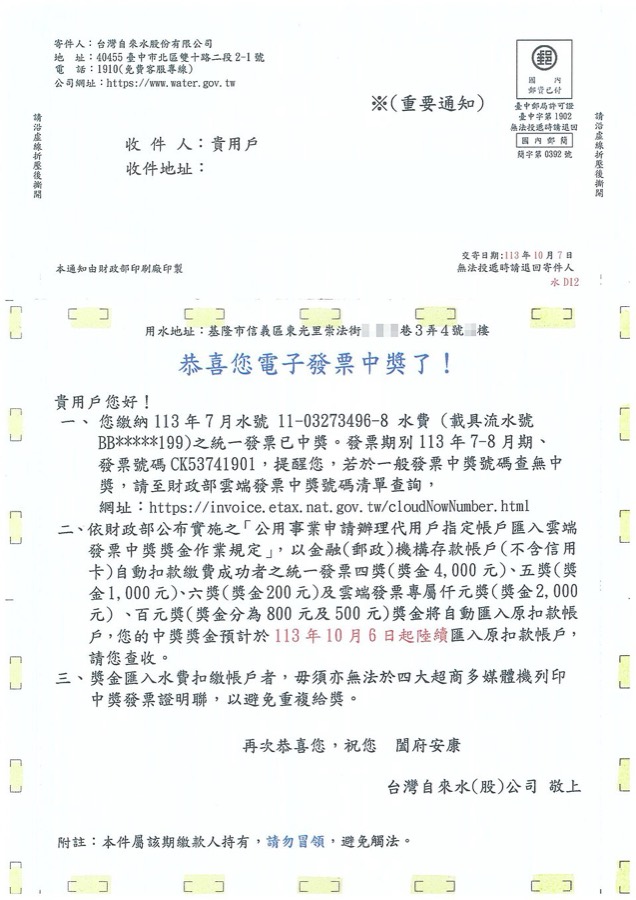 寄件人：台灣自來水股份有限公司
地　址：40455 臺中市北區雙十路二段 2-1 號
電　話：1910(免費客服專線)
公司網址：https://www.water.gov.tw
※(重要通知)
郵
國　內
郵資已付
臺中郵局許可證
臺中字第 1902
無法投遞時請退回
國 內 郵 簡
簡字第 0392 號
請沿虛線折壓後撕開
請沿虛線折壓後撕開
收 件 人：貴用戶
收件地址：
本通知由財政部印刷廠印製
交寄日期:113 年 10 月 7 日
無法投遞時請退回寄件人
水 D12
用水地址：基隆市信義區東光里崇法街 巷 3 弄 4 號 樓
恭喜您電子發票中獎了！
貴用戶您好！
一、 您繳納 113 年 7 月水號 11-03273496-8 水費（載具流水號
BB*****199)之統一發票已中獎。發票期別 113 年 7-8 月期、
發票號碼 CK53741901，提醒您，若於一般發票中獎號碼查無中
獎，請至財政部雲端發票中獎號碼清單查詢，
網址：https://invoice.etax.nat.gov.tw/cloudNowNumber.html
二、依財政部公布實施之「公用事業申請辦理代用戶指定帳戶匯入雲端
發票中獎獎金作業規定」，以金融(郵政)機構存款帳戶(不含信用
卡)自動扣款繳費成功者之統一發票四獎(獎金 4,000 元)、五獎(獎
金 1,000 元)、六獎(獎金 200 元)及雲端發票專屬仟元獎(獎金 2,000
元）、百元獎(獎金分為 800 元及 500 元)獎金將自動匯入原扣款帳
戶，您的中獎獎金預計於 113 年 10 月 6 日起陸續匯入原扣款帳戶，
請您查收。
三、獎金匯入水費扣繳帳戶者，毋須亦無法於四大超商多媒體機列印
中獎發票證明聯，以避免重複給獎。
再次恭喜您，祝您　闔府安康
台灣自來水(股)公司 敬上
附註：本件屬該期繳款人持有，請勿冒領，避免觸法。